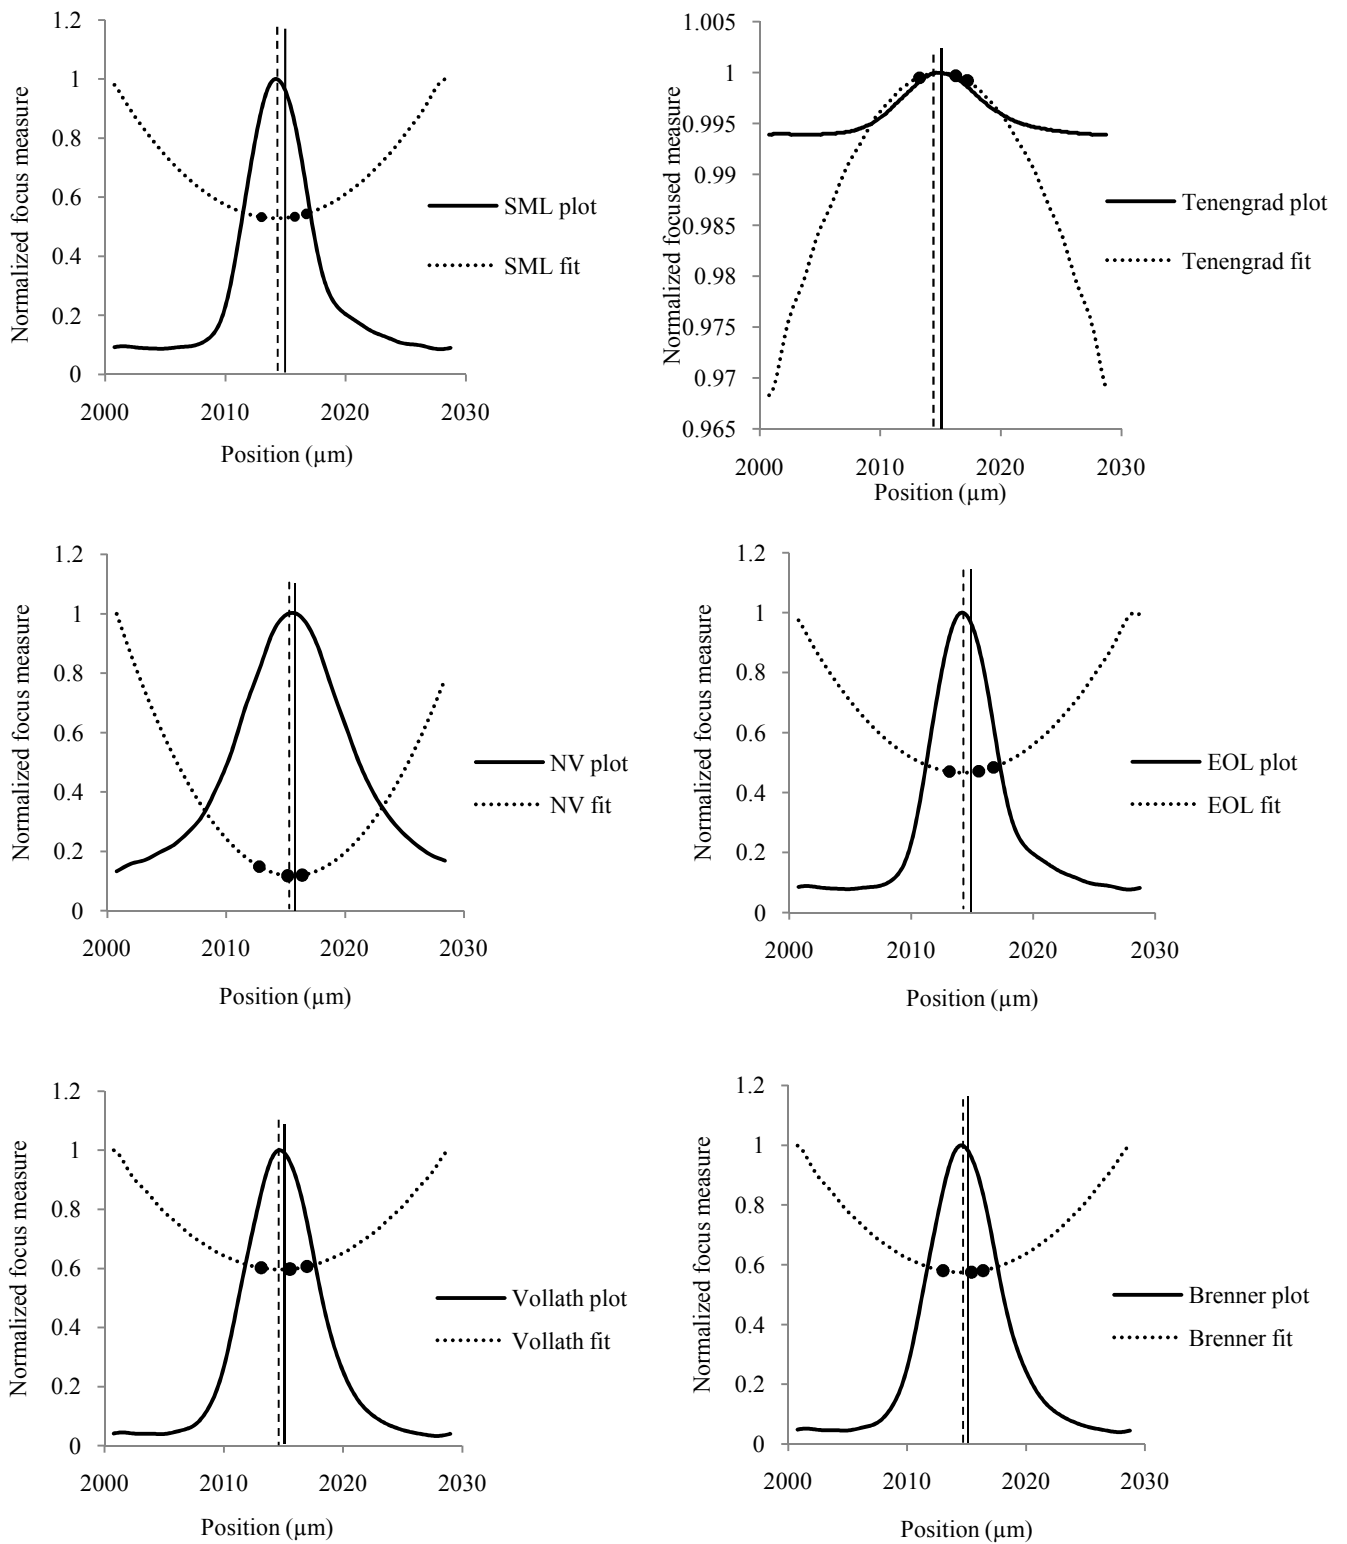 Normalized focus measure
1.2
1
0.8
0.6
0.4
0.2
0
2000 2010 2020 2030
Position (µm)
SML plot
SML fit
Normalized focused measure
1.005
1
0.995
0.99
0.985
0.98
0.975
0.97
0.965
2000 2010 2020 2030
Position (µm)
Tenengrad plot
Tenengrad fit
Normalized focus measure
1.2
1
0.8
0.6
0.4
0.2
0
2000 2010 2020 2030
Position (µm)
NV plot
NV fit
Normalized focus measure
1.2
1
0.8
0.6
0.4
0.2
0
2000 2010 2020 2030
Position (µm)
EOL plot
EOL fit
Normalized focus measure
1.2
1
0.8
0.6
0.4
0.2
0
2000 2010 2020 2030
Position (µm)
Vollath plot
Vollath fit
Normalized focus measure
1.2
1
0.8
0.6
0.4
0.2
0
2000 2010 2020 2030
Position (µm)
Brenner plot
Brenner fit